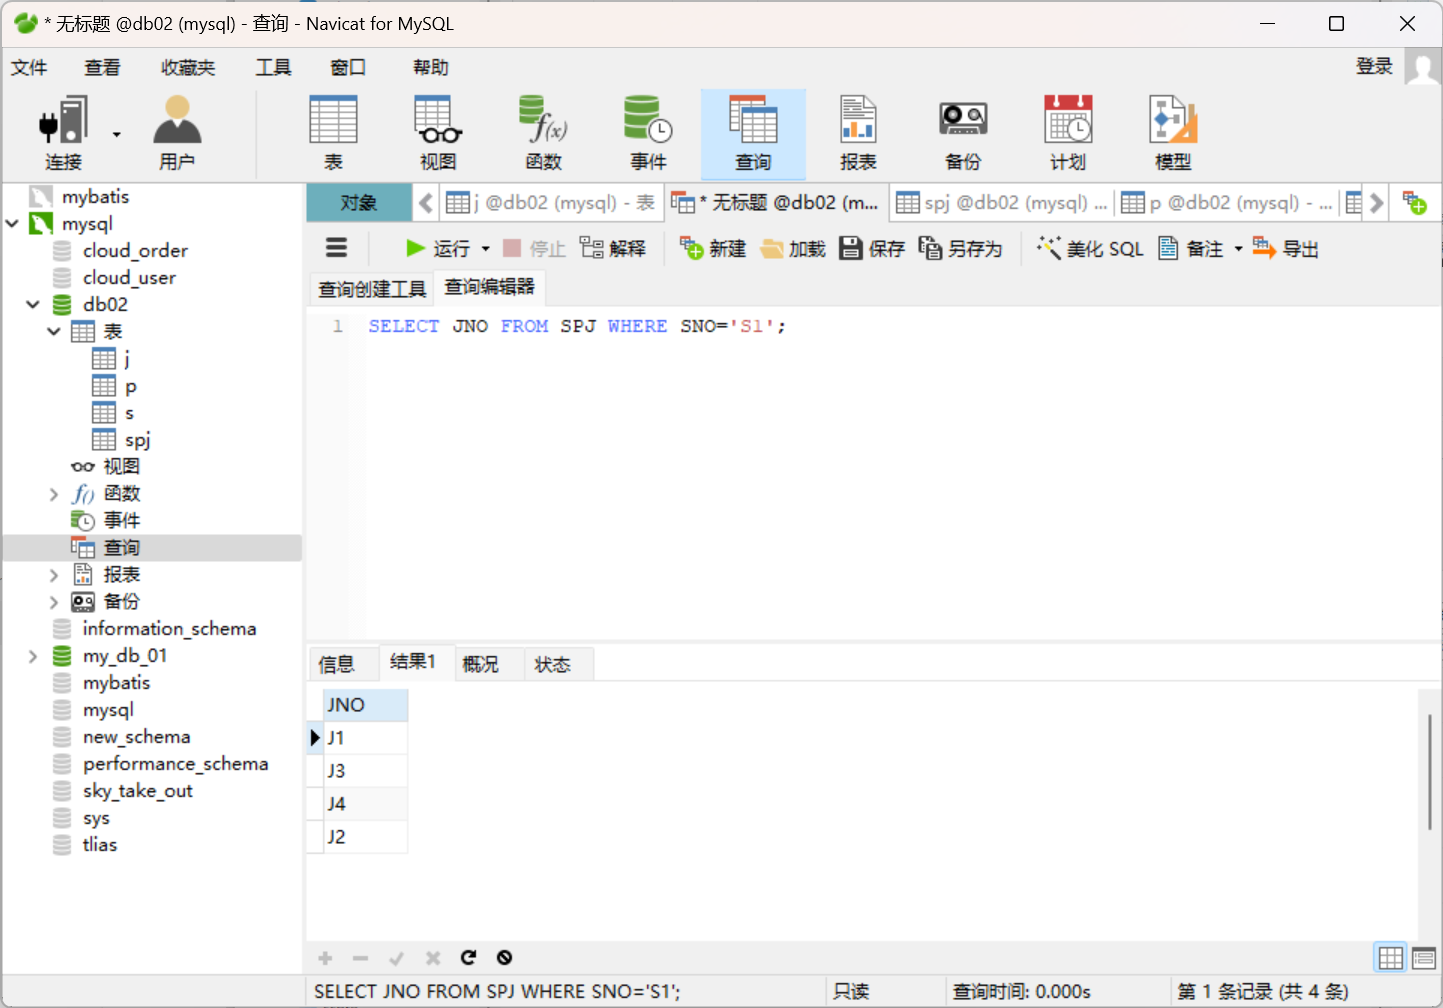 * 无标题 @db02 (mysql) - 查询 - Navicat for MySQL
文件 查看 收藏夹 工具 窗口 帮助 登录
连接 用户 表 视图 函数 事件 查询 报表 备份 计划 模型
f(x)
mybatis
mysql
cloud_order
cloud_user
db02
表
j
p
s
spj
视图
f() 函数
事件
查询
报表
备份
information_schema
my_db_01
mybatis
mysql
new_schema
performance_schema
sky_take_out
sys
tlias
对象 j @db02 (mysql) - 表 * 无标题 @db02 (m... spj @db02 (mysql) ... p @db02 (mysql) - ...
运行 停止 解释 新建 加载 保存 另存为 美化 SQL 备注 导出
查询创建工具 查询编辑器
1 SELECT JNO FROM SPJ WHERE SNO='S1';
信息 结果1 概况 状态
JNO
J1
J3
J4
J2
SELECT JNO FROM SPJ WHERE SNO='S1'; 只读 查询时间: 0.000s 第 1 条记录 (共 4 条)